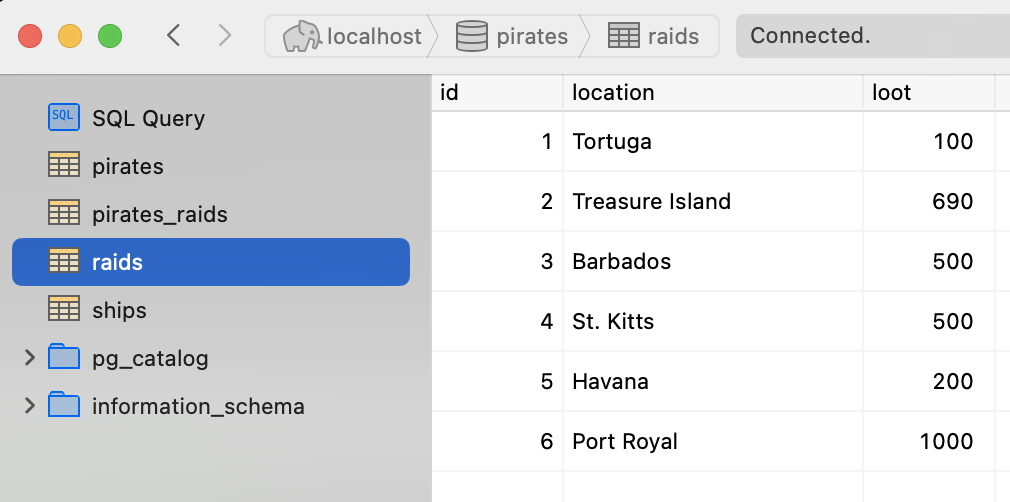 localhost pirates raids Connected.
SQL SQL Query
pirates
pirates_raids
raids
ships
pg_catalog
information_schema
id location loot
1 Tortuga 100
2 Treasure Island 690
3 Barbados 500
4 St. Kitts 500
5 Havana 200
6 Port Royal 1000